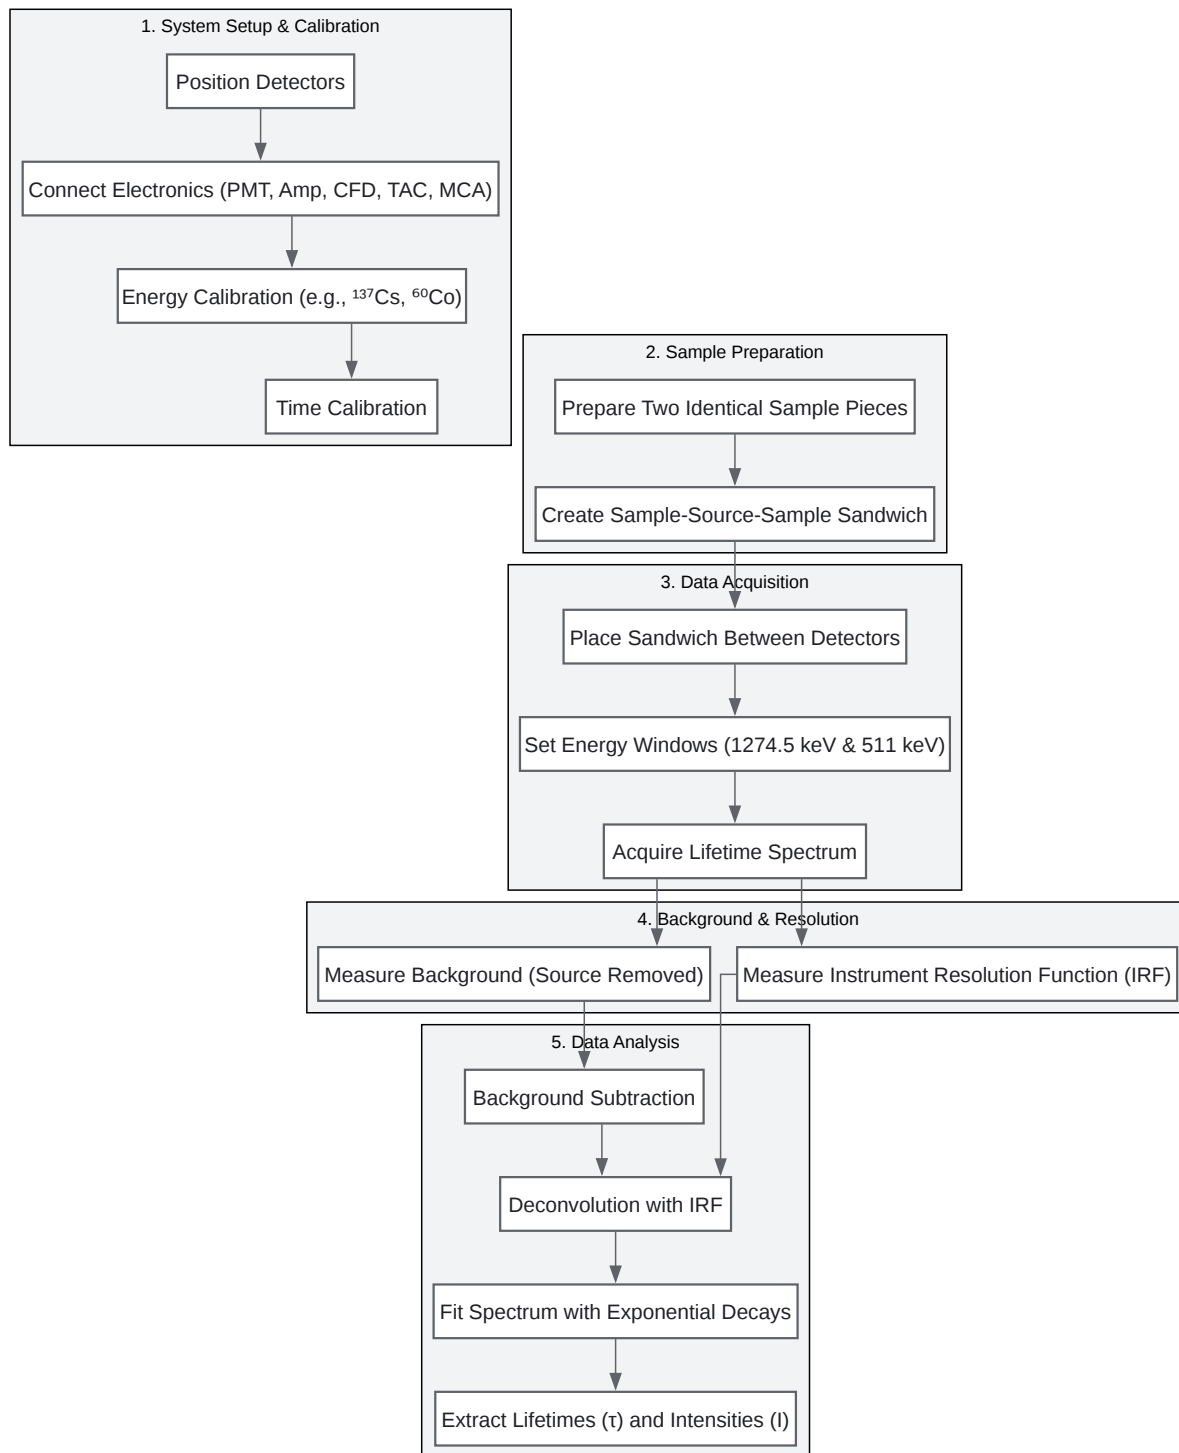 1. System Setup & Calibration
Position Detectors
Connect Electronics (PMT, Amp, CFD, TAC, MCA)
Energy Calibration (e.g., ¹³⁷Cs, ⁶⁰Co)
Time Calibration
2. Sample Preparation
Prepare Two Identical Sample Pieces
Create Sample-Source-Sample Sandwich
3. Data Acquisition
Place Sandwich Between Detectors
Set Energy Windows (1274.5 keV & 511 keV)
Acquire Lifetime Spectrum
4. Background & Resolution
Measure Background (Source Removed)
Measure Instrument Resolution Function (IRF)
5. Data Analysis
Background Subtraction
Deconvolution with IRF
Fit Spectrum with Exponential Decays
Extract Lifetimes (τ) and Intensities (I)